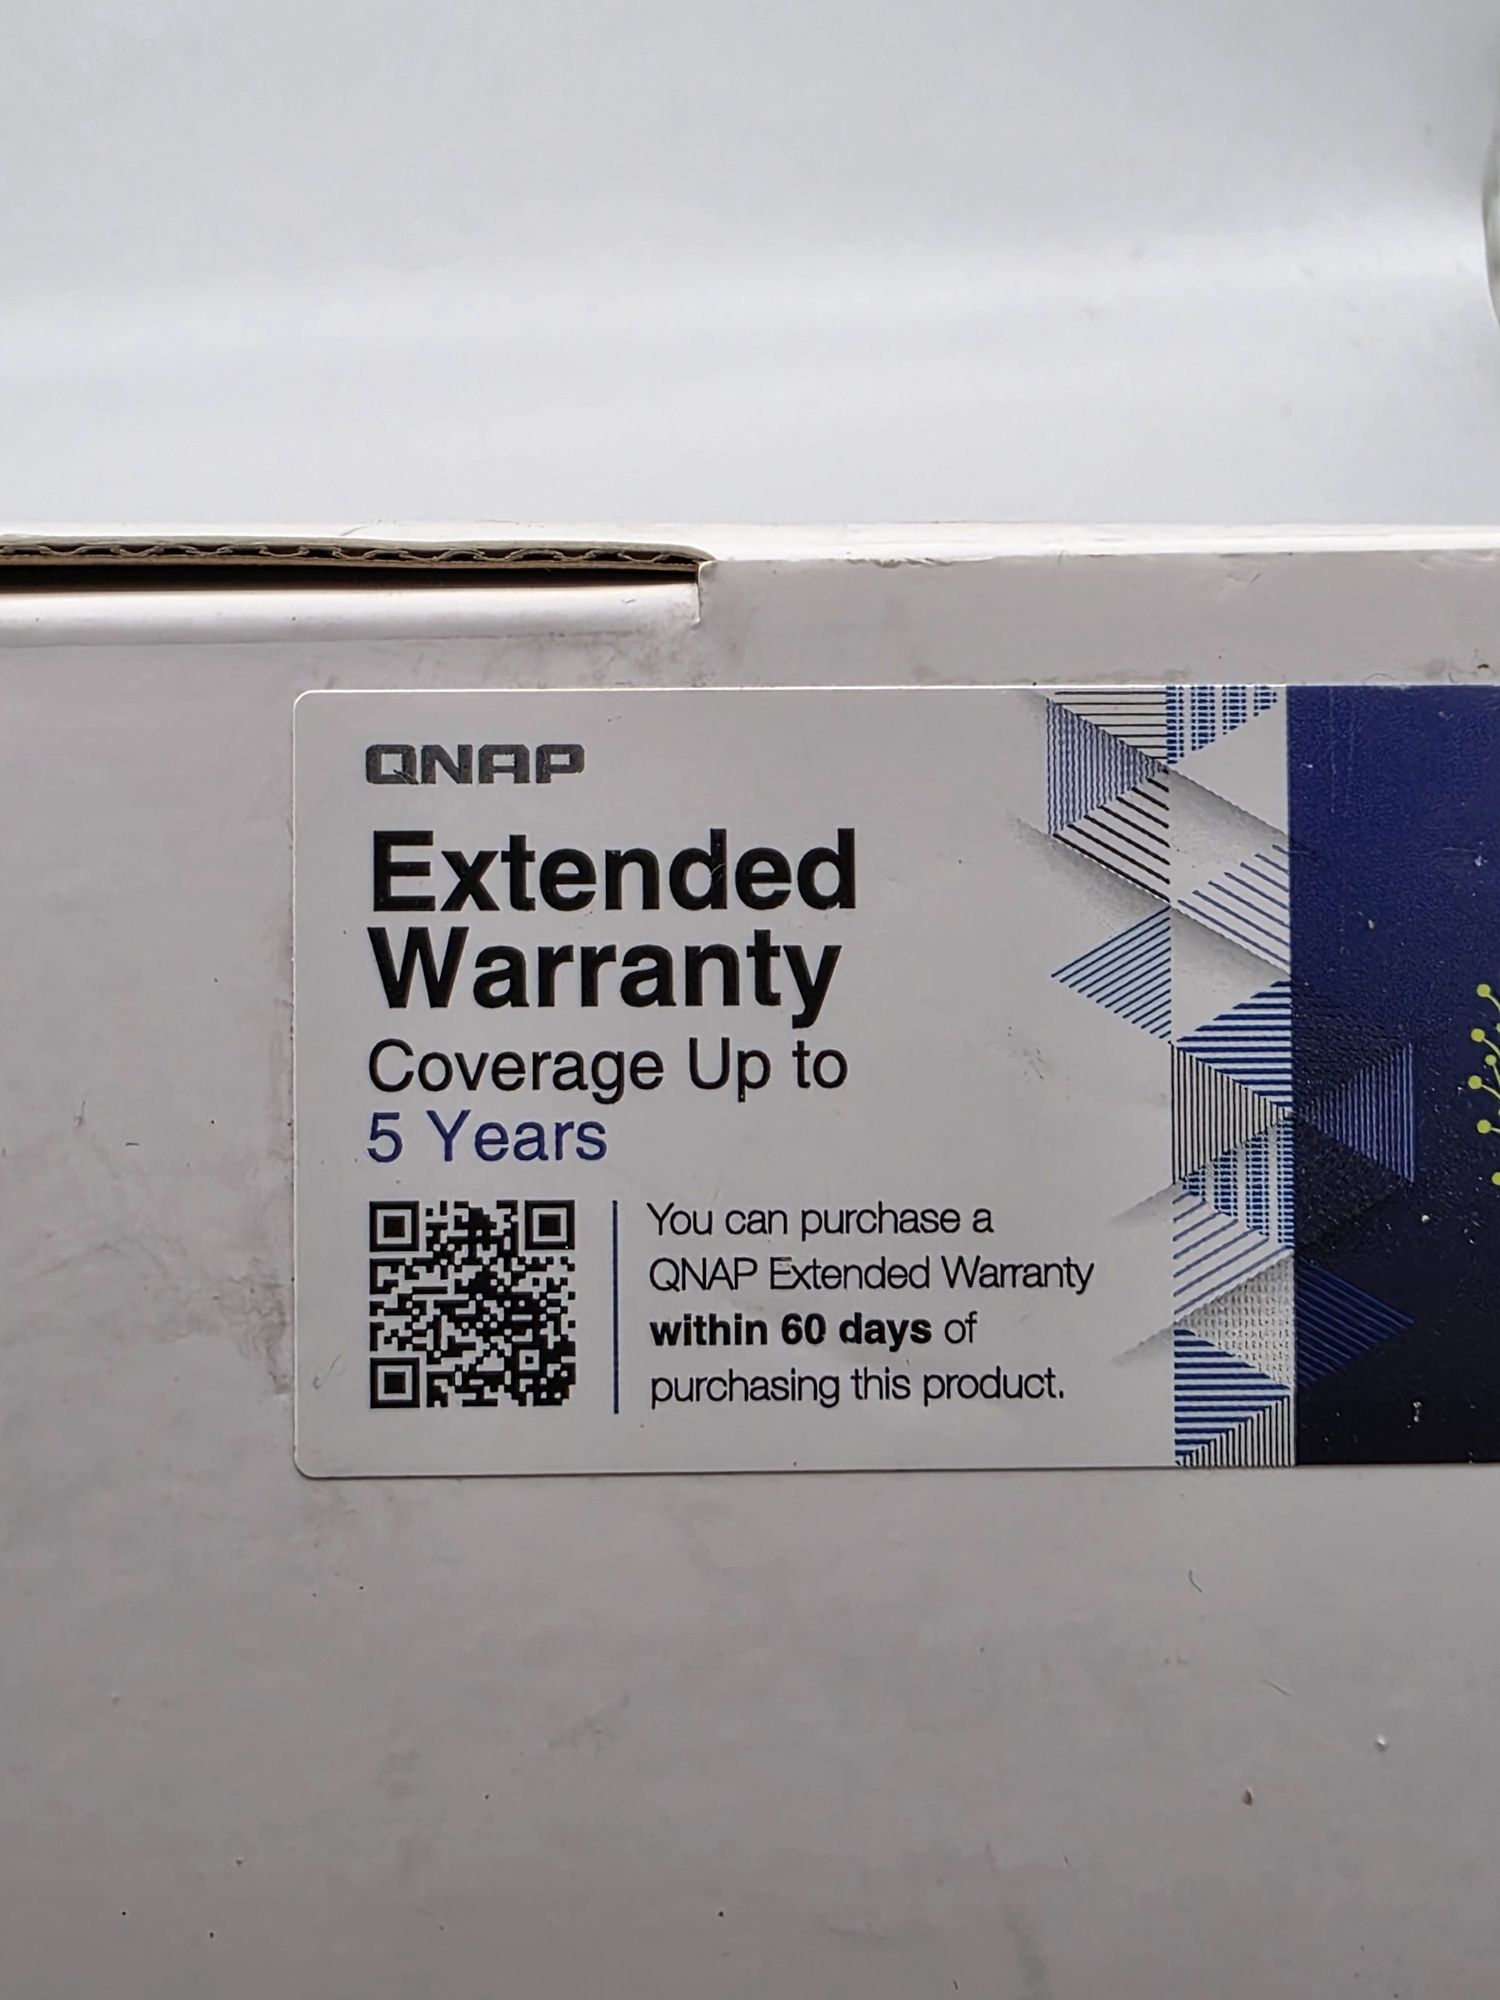 QNAP
Extended
Warranty
Coverage Up to
5 Years
You can purchase a
QNAP Extended Warranty
within 60 days of
purchasing this product.